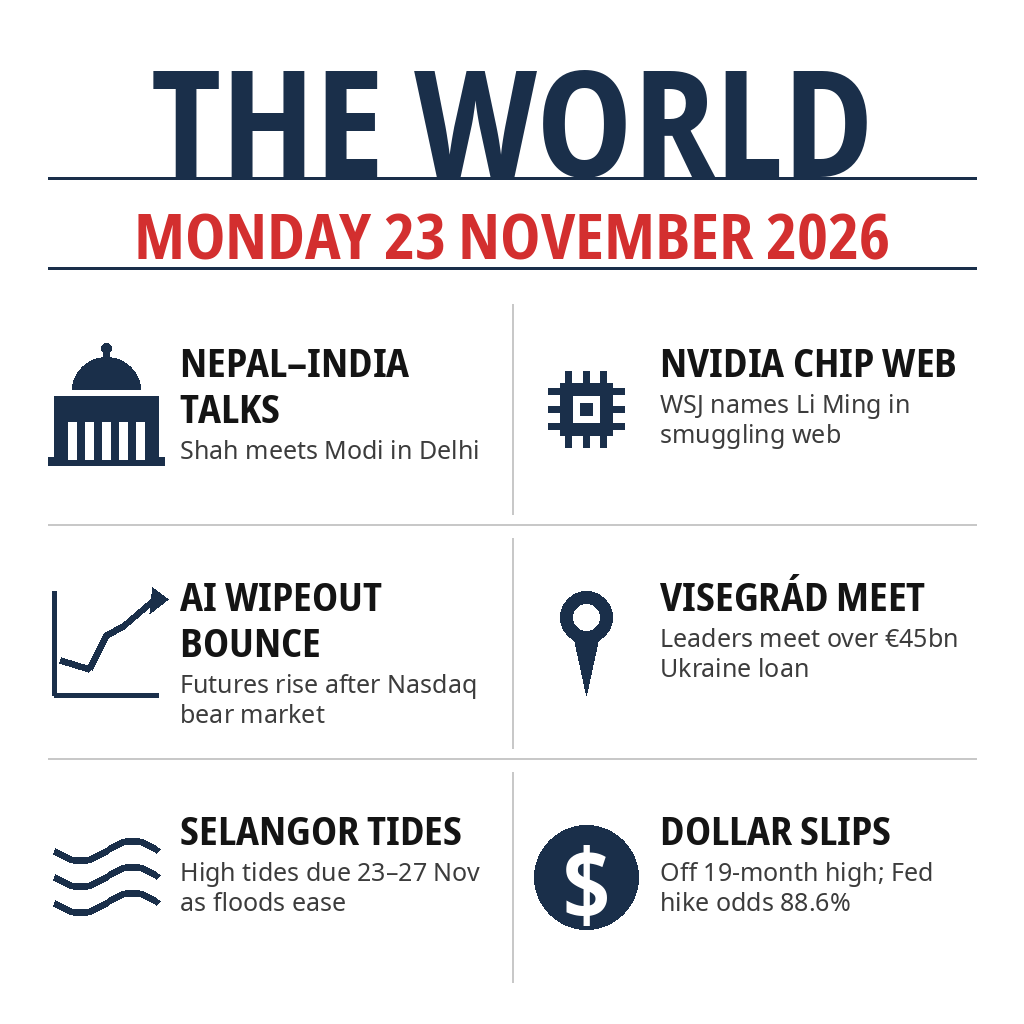 THE WORLD
MONDAY 23 NOVEMBER 2026
NEPAL–INDIA
TALKS
Shah meets Modi in Delhi
NVIDIA CHIP WEB
WSJ names Li Ming in
smuggling web
AI WIPEOUT
BOUNCE
Futures rise after Nasdaq
bear market
VISEGRÁD MEET
Leaders meet over €45bn
Ukraine loan
SELANGOR TIDES
High tides due 23–27 Nov
as floods ease
$
DOLLAR SLIPS
Off 19-month high; Fed
hike odds 88.6%